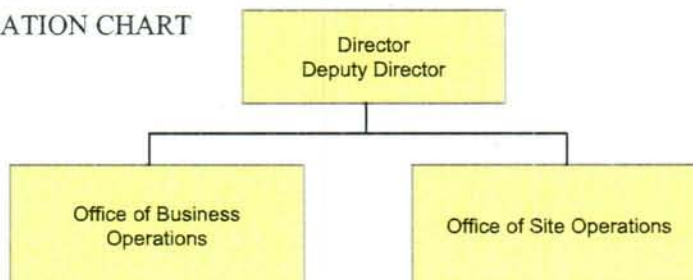 ATION CHART
Director
Deputy Director
Office of Business
Operations
Office of Site Operations